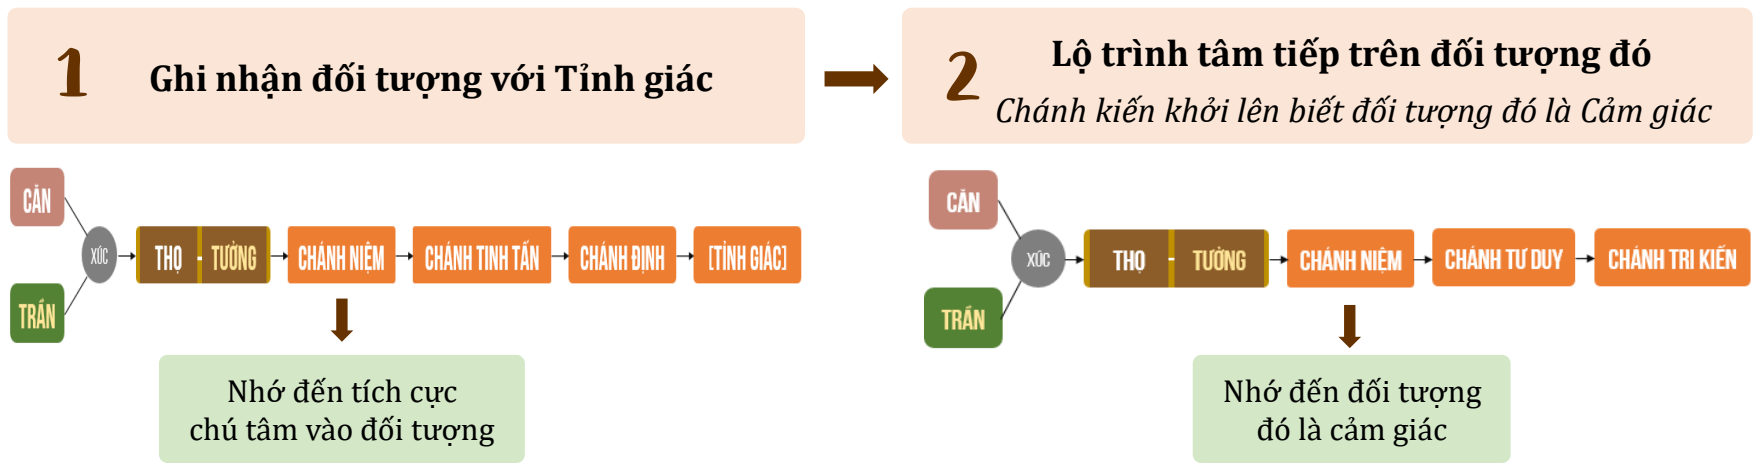 1
Ghi nhận đối tượng với Tỉnh giác
2
Lộ trình tâm tiếp trên đối tượng đó
Chánh kiến khởi lên biết đối tượng đó là Cảm giác
CĂN
TRẦN
XÚC
THỌ - TƯỞNG
CHÁNH NIỆM
CHÁNH TINH TẤN
CHÁNH ĐỊNH
[TỈNH GIÁC]
Nhớ đến tích cực
chú tâm vào đối tượng
CĂN
TRẦN
XÚC
THỌ - TƯỞNG
CHÁNH NIỆM
CHÁNH TƯ DUY
CHÁNH TRI KIẾN
Nhớ đến đối tượng
đó là cảm giác